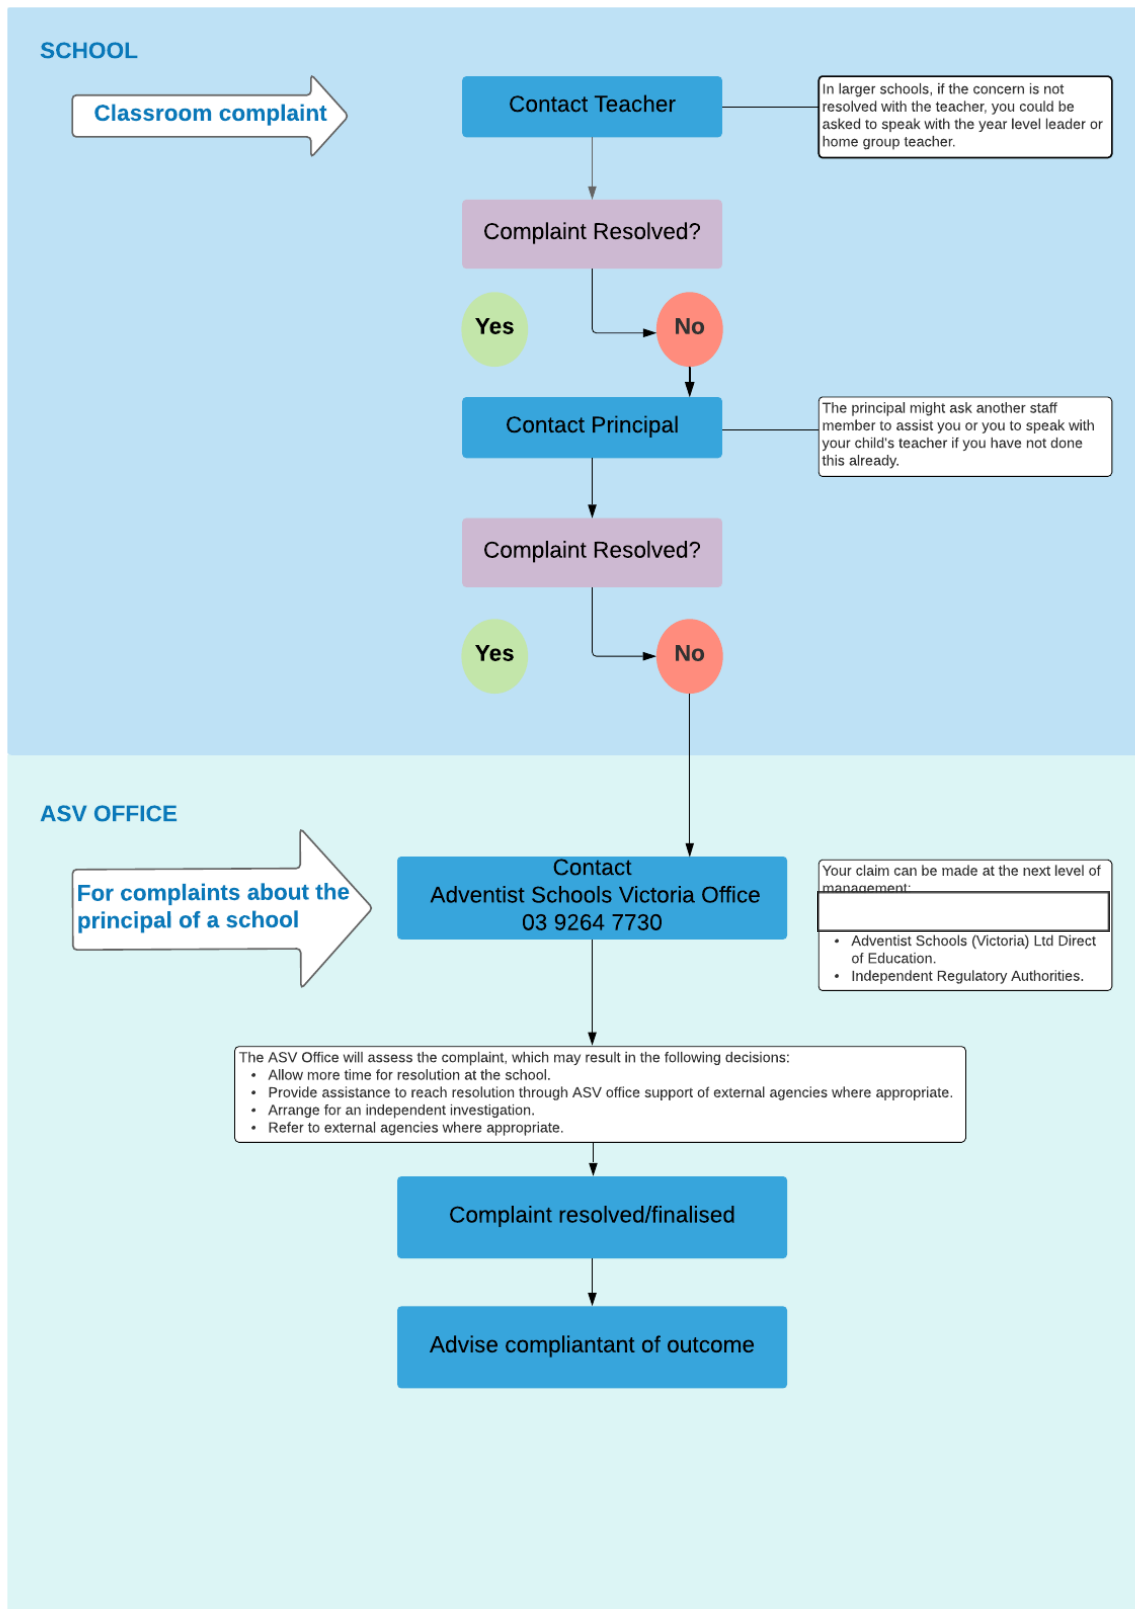 SCHOOL
Classroom complaint
Contact Teacher
In larger schools, if the concern is not
resolved with the teacher, you could be
asked to speak with the year level leader or
home group teacher.
Complaint Resolved?
Yes
No
Contact Principal
The principal might ask another staff
member to assist you or you to speak with
your child's teacher if you have not done
this already.
Complaint Resolved?
Yes
No
ASV OFFICE
For complaints about the
principal of a school
Contact
Adventist Schools Victoria Office
03 9264 7730
Your claim can be made at the next level of
management:
• Adventist Schools (Victoria) Ltd Direct
of Education.
• Independent Regulatory Authorities.
The ASV Office will assess the complaint, which may result in the following decisions:
• Allow more time for resolution at the school.
• Provide assistance to reach resolution through ASV office support of external agencies where appropriate.
• Arrange for an independent investigation.
• Refer to external agencies where appropriate.
Complaint resolved/finalised
Advise compliantant of outcome